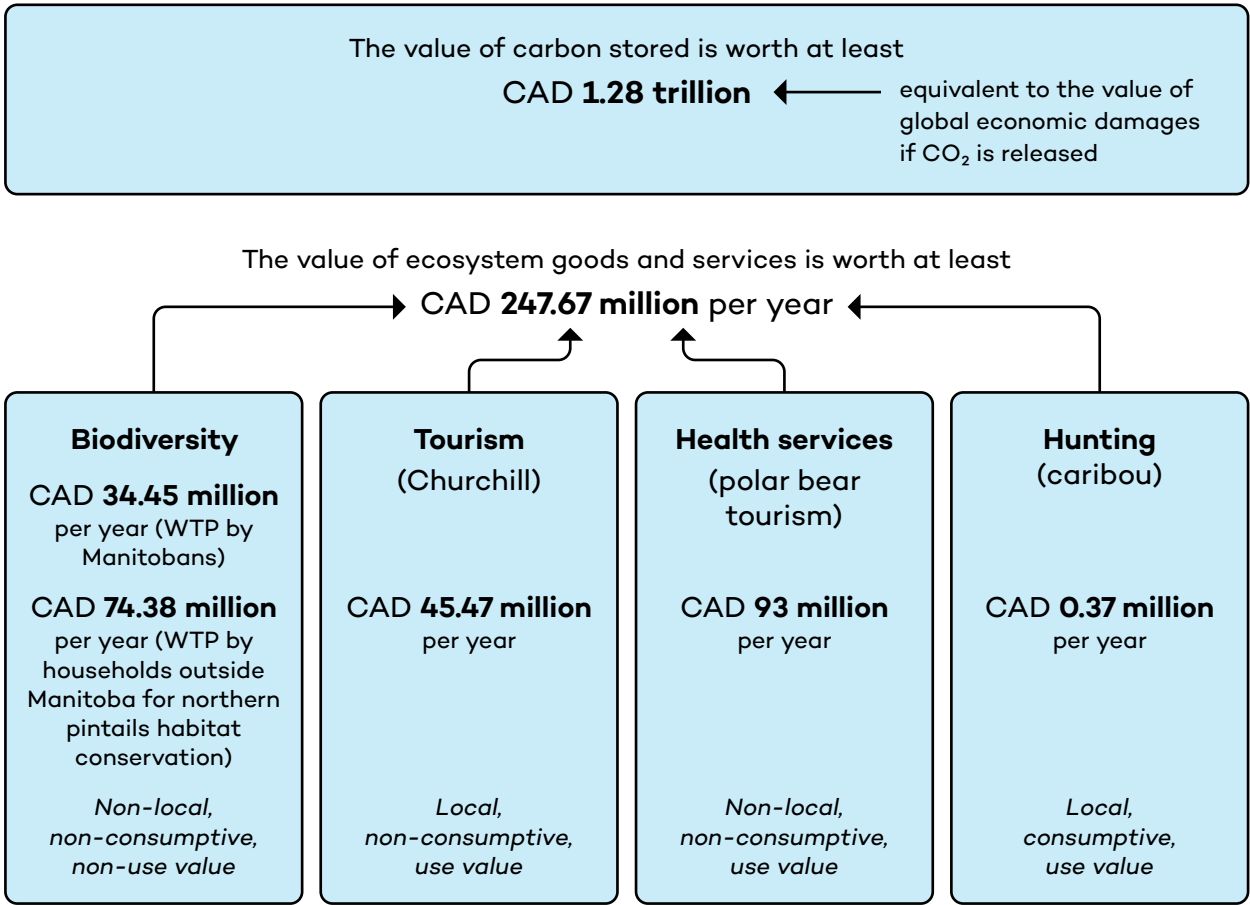 The value of carbon stored is worth at least
CAD 1.28 trillion
equivalent to the value of
global economic damages
if CO₂ is released
The value of ecosystem goods and services is worth at least
CAD 247.67 million per year
Biodiversity
CAD 34.45 million
per year (WTP by
Manitobans)
CAD 74.38 million
per year (WTP by
households outside
Manitoba for northern
pintails habitat
conservation)
Non-local,
non-consumptive,
non-use value
Tourism
(Churchill)
CAD 45.47 million
per year
Local,
non-consumptive,
use value
Health services
(polar bear
tourism)
CAD 93 million
per year
Non-local,
non-consumptive,
use value
Hunting
(caribou)
CAD 0.37 million
per year
Local,
consumptive,
use value